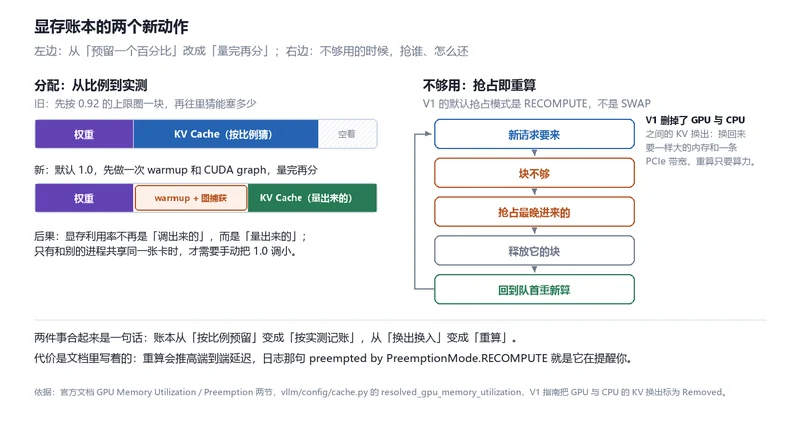 显存账本的两个新动作
左边：从「预留一个百分比」改成「量完再分」；右边：不够用的时候，抢谁、怎么还
分配：从比例到实测
旧：先按 0.92 的上限圈一块，再往里猜能塞多少
权重
KV Cache（按比例猜）
空着
新：默认 1.0，先做一次 warmup 和 CUDA graph，量完再分
权重
warmup + 图捕获
KV Cache（量出来的）
后果：显存利用率不再是「调出来的」，而是「量出来的」；
只有和别的进程共享同一张卡时，才需要手动把 1.0 调小。
不够用：抢占即重算
V1 的默认抢占模式是 RECOMPUTE，不是 SWAP
新请求要来
块不够
抢占最晚进来的
释放它的块
回到队首重新算
V1 删掉了 GPU 与 CPU
之间的 KV 换出：换回来
要一样大的内存和一条
PCIe 带宽，重算只要算力。
两件事合起来是一句话：账本从「按比例预留」变成「按实测记账」，从「换出换入」变成「重算」。
代价是文档里写着的：重算会推高端到端延迟，日志那句 preempted by PreemptionMode.RECOMPUTE 就是它在提醒你。
依据：官方文档 GPU Memory Utilization / Preemption 两节，vllm/config/cache.py 的 resolved_gpu_memory_utilization，V1 指南把 GPU 与 CPU 的 KV 换出标为 Removed。